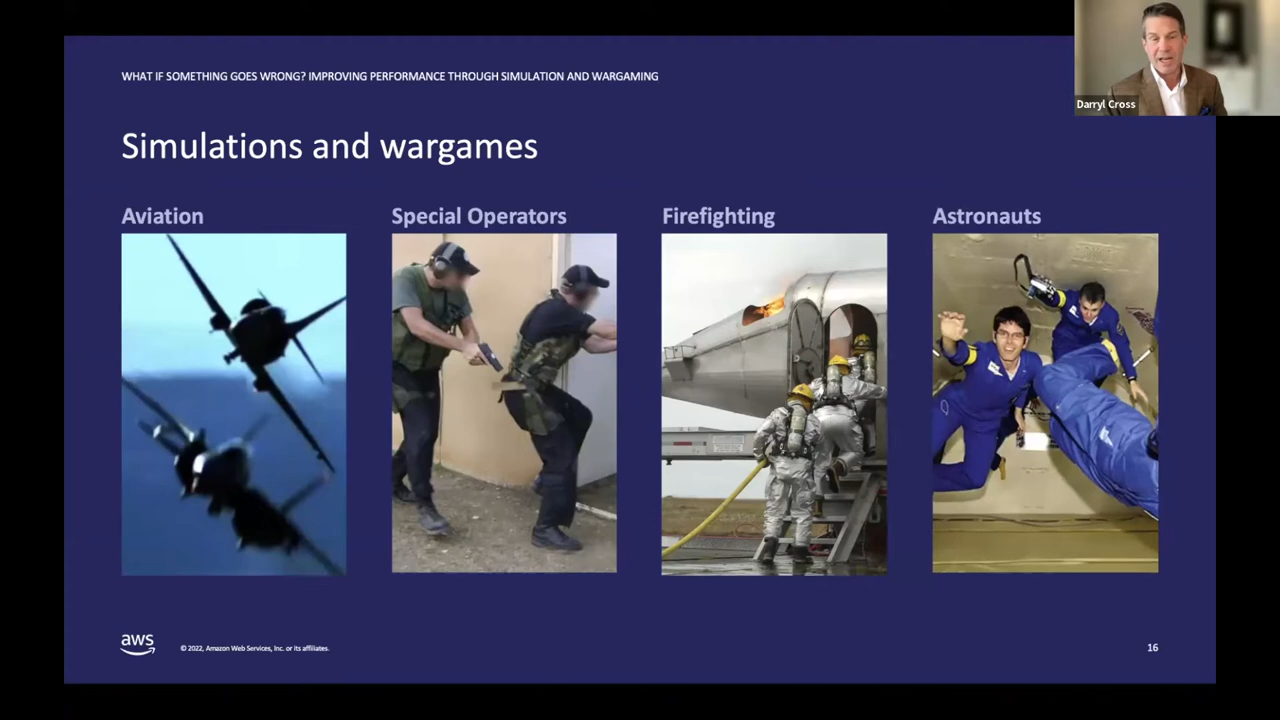 Darryl Cross
WHAT IF SOMETHING GOES WRONG? IMPROVING PERFORMANCE THROUGH SIMULATION AND WARGAMING
Simulations and wargames
Aviation
Special Operators
Firefighting
Astronauts
aws
© 2022, Amazon Web Services, Inc. or its affiliates.
16